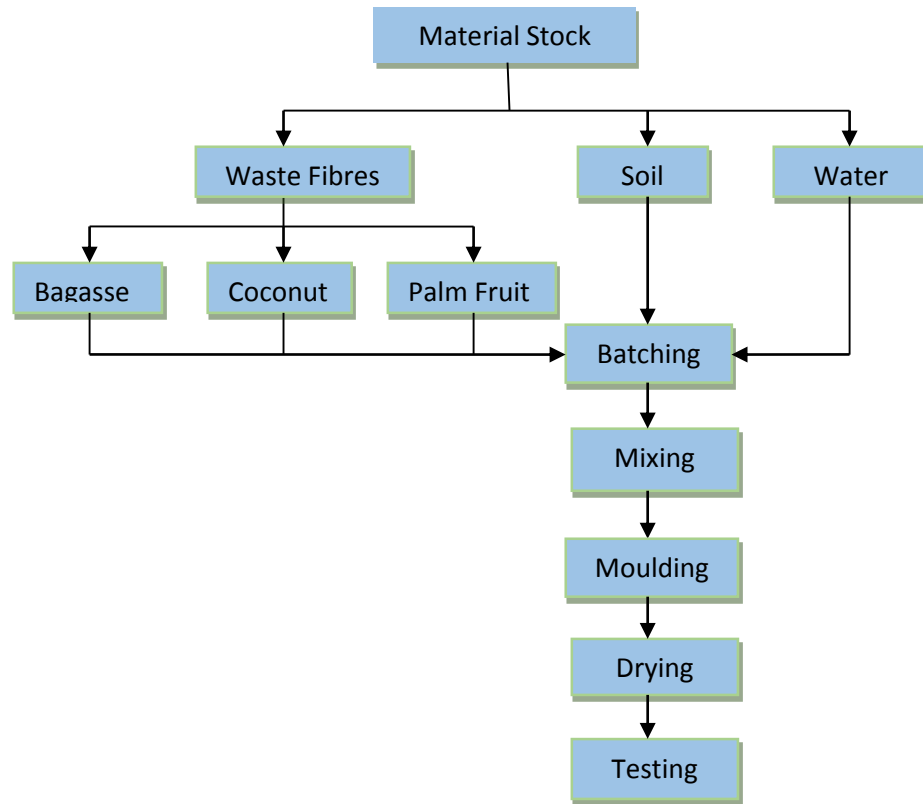 Material Stock
Waste Fibres
Soil
Water
Bagasse
Coconut
Palm Fruit
Batching
Mixing
Moulding
Drying
Testing